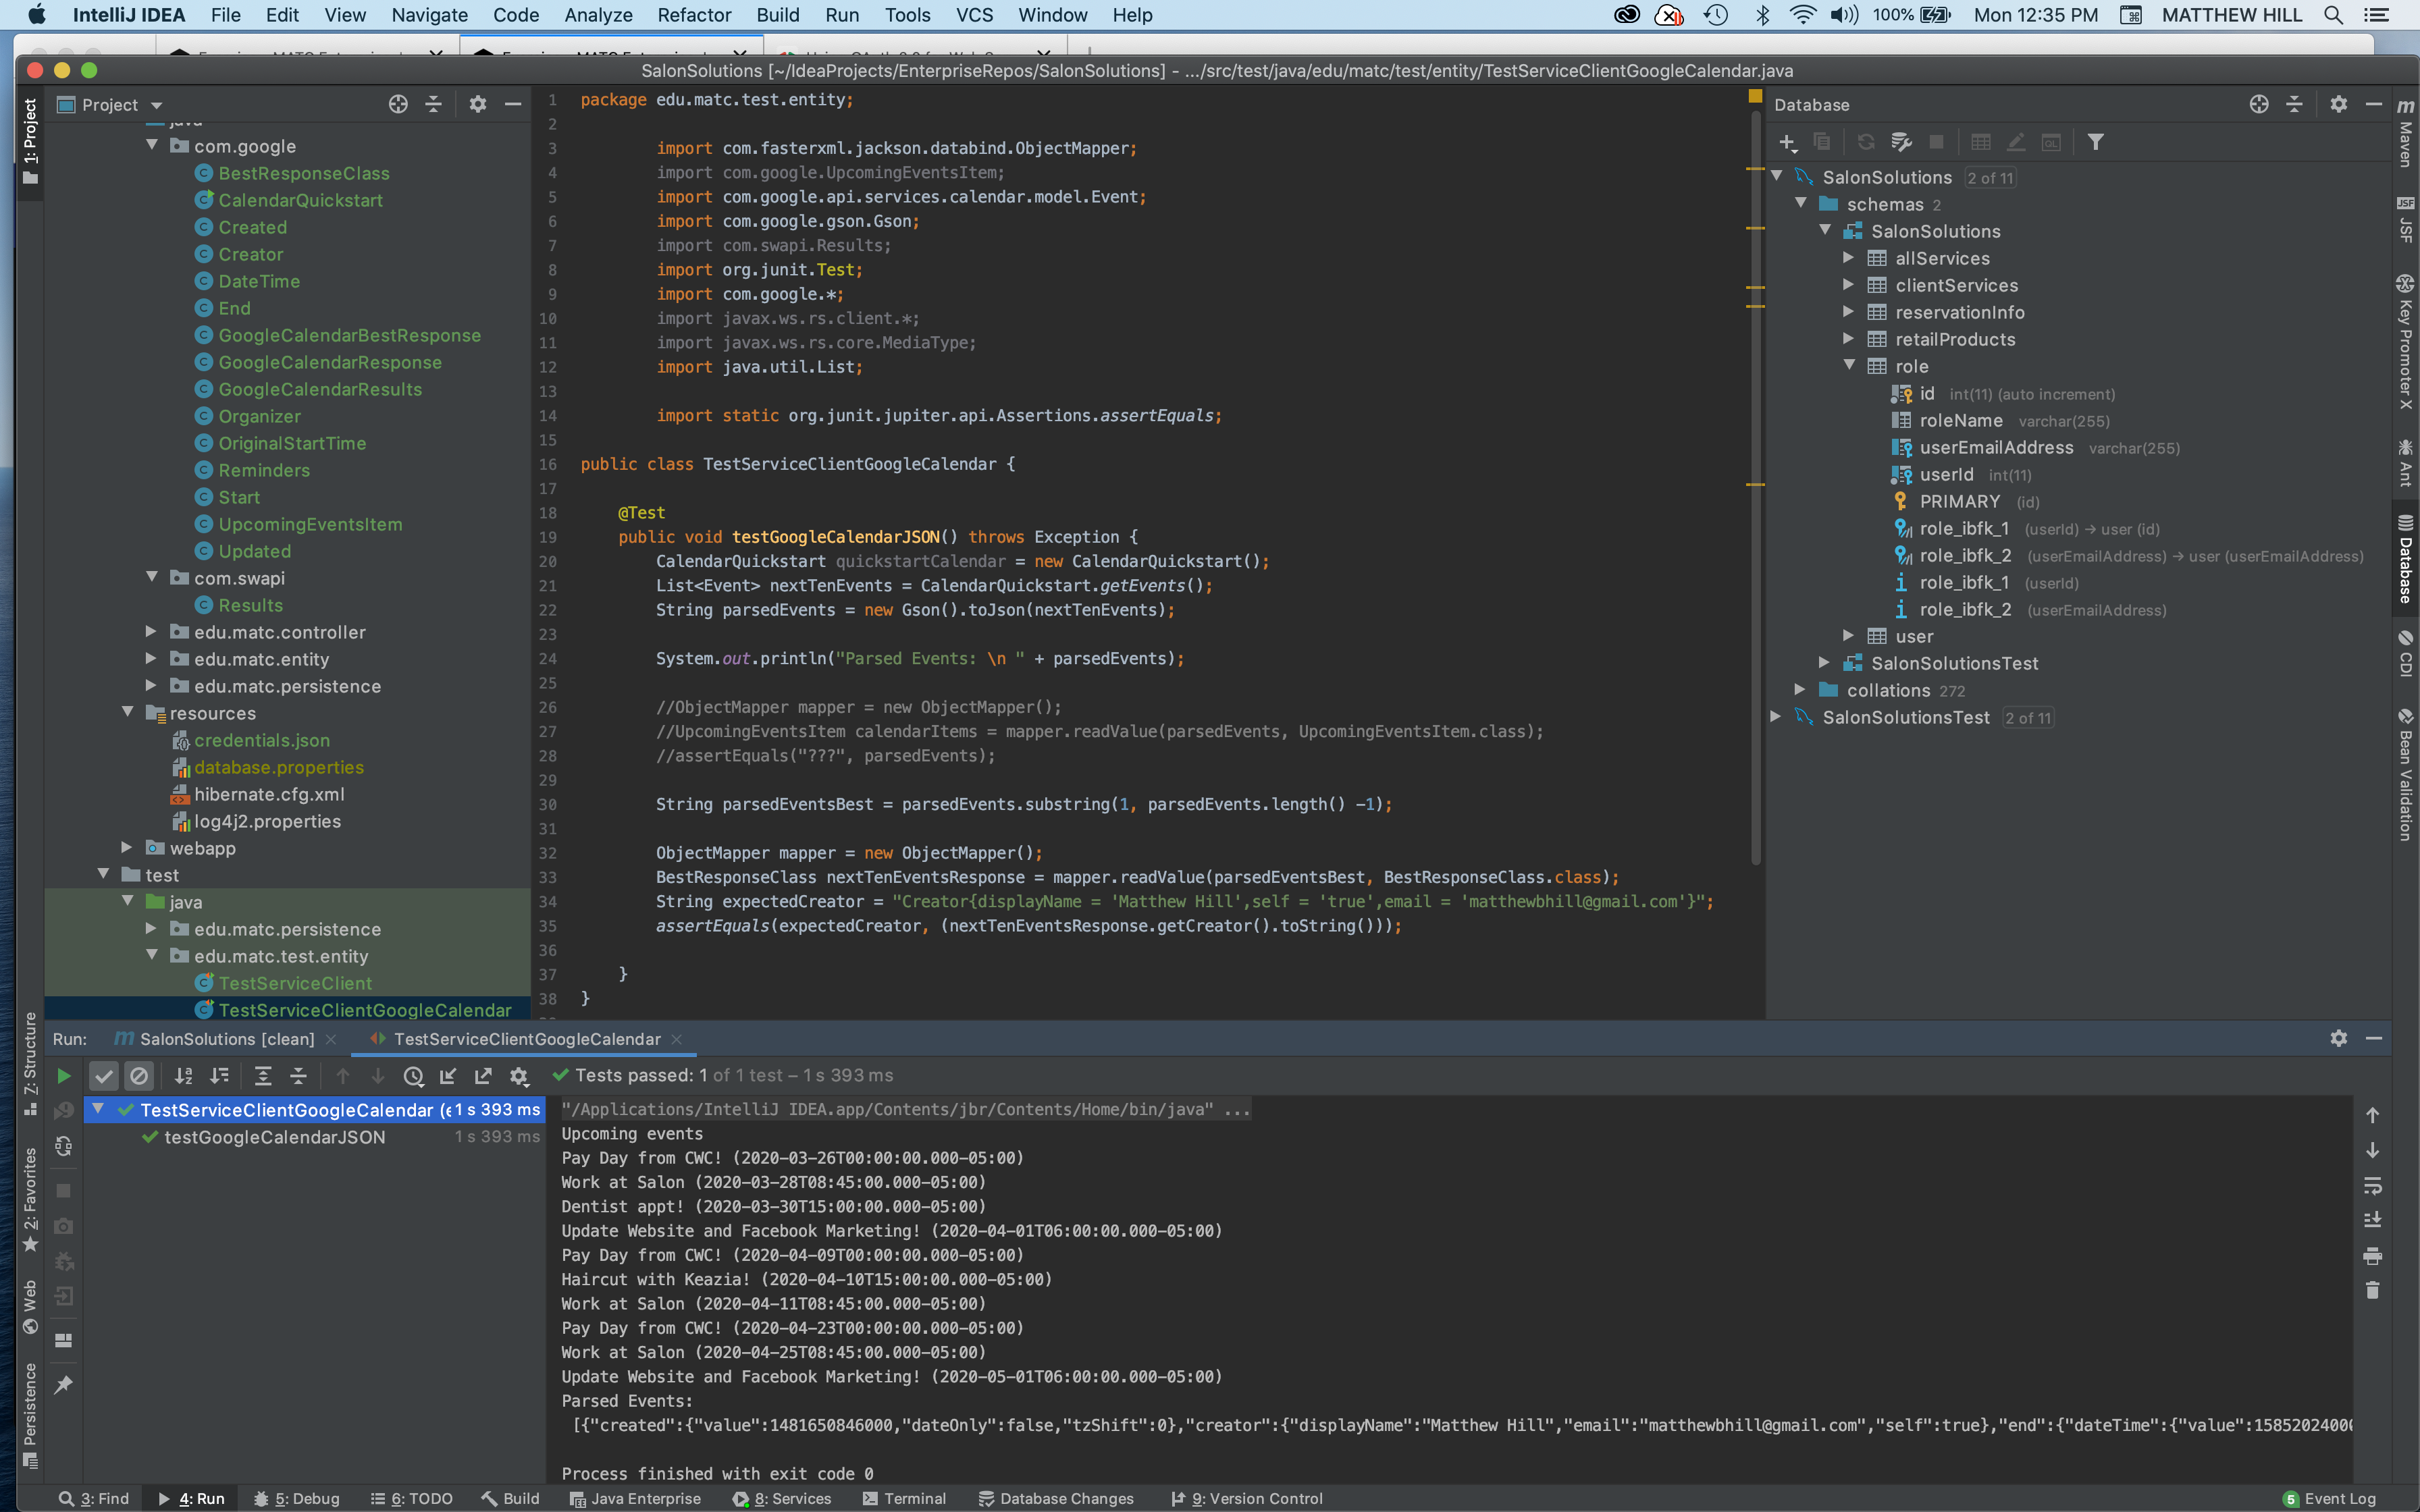 IntelliJ IDEA File Edit View Navigate Code Analyze Refactor Build Run Tools VCS Window Help 100% Mon 12:35 PM MATTHEW HILL
SalonSolutions [~/IdeaProjects/EnterpriseRepos/SalonSolutions] - .../src/test/java/edu/matc/test/entity/TestServiceClientGoogleCalendar.java
1: Project
Z: Structure
2: Favorites
Web
Persistence
Project
java
com.google
BestResponseClass
CalendarQuickstart
Created
Creator
DateTime
End
GoogleCalendarBestResponse
GoogleCalendarResponse
GoogleCalendarResults
Organizer
OriginalStartTime
Reminders
Start
UpcomingEventsItem
Updated
com.swapi
Results
edu.matc.controller
edu.matc.entity
edu.matc.persistence
resources
credentials.json
database.properties
hibernate.cfg.xml
log4j2.properties
webapp
test
java
edu.matc.persistence
edu.matc.test.entity
TestServiceClient
TestServiceClientGoogleCalendar
1 package edu.matc.test.entity;
2
3 import com.fasterxml.jackson.databind.ObjectMapper;
4 import com.google.UpcomingEventsItem;
5 import com.google.api.services.calendar.model.Event;
6 import com.google.gson.Gson;
7 import com.swapi.Results;
8 import org.junit.Test;
9 import com.google.*;
10 import javax.ws.rs.client.*;
11 import javax.ws.rs.core.MediaType;
12 import java.util.List;
13
14 import static org.junit.jupiter.api.Assertions.assertEquals;
15
16 public class TestServiceClientGoogleCalendar {
17
18 @Test
19 public void testGoogleCalendarJSON() throws Exception {
20 CalendarQuickstart quickstartCalendar = new CalendarQuickstart();
21 List<Event> nextTenEvents = CalendarQuickstart.getEvents();
22 String parsedEvents = new Gson().toJson(nextTenEvents);
23
24 System.out.println("Parsed Events: \n " + parsedEvents);
25
26 //ObjectMapper mapper = new ObjectMapper();
27 //UpcomingEventsItem calendarItems = mapper.readValue(parsedEvents, UpcomingEventsItem.class);
28 //assertEquals("???", parsedEvents);
29
30 String parsedEventsBest = parsedEvents.substring(1, parsedEvents.length() -1);
31
32 ObjectMapper mapper = new ObjectMapper();
33 BestResponseClass nextTenEventsResponse = mapper.readValue(parsedEventsBest, BestResponseClass.class);
34 String expectedCreator = "Creator{displayName = 'Matthew Hill',self = 'true',email = 'matthewbhill@gmail.com'}";
35 assertEquals(expectedCreator, (nextTenEventsResponse.getCreator().toString()));
36
37 }
38 }
Database
SalonSolutions 2 of 11
schemas 2
SalonSolutions
allServices
clientServices
reservationInfo
retailProducts
role
id int(11) (auto increment)
roleName varchar(255)
userEmailAddress varchar(255)
userId int(11)
PRIMARY (id)
role_ibfk_1 (userId) → user (id)
role_ibfk_2 (userEmailAddress) → user (userEmailAddress)
role_ibfk_1 (userId)
role_ibfk_2 (userEmailAddress)
user
SalonSolutionsTest
collations 272
SalonSolutionsTest 2 of 11
Maven
JSF
Key Promoter X
Ant
Database
CDI
Bean Validation
Run: SalonSolutions [clean] TestServiceClientGoogleCalendar
Tests passed: 1 of 1 test – 1 s 393 ms
TestServiceClientGoogleCalendar (e 1 s 393 ms
testGoogleCalendarJSON 1 s 393 ms
"/Applications/IntelliJ IDEA.app/Contents/jbr/Contents/Home/bin/java" ...
Upcoming events
Pay Day from CWC! (2020-03-26T00:00:00.000-05:00)
Work at Salon (2020-03-28T08:45:00.000-05:00)
Dentist appt! (2020-03-30T15:00:00.000-05:00)
Update Website and Facebook Marketing! (2020-04-01T06:00:00.000-05:00)
Pay Day from CWC! (2020-04-09T00:00:00.000-05:00)
Haircut with Keazia! (2020-04-10T15:00:00.000-05:00)
Work at Salon (2020-04-11T08:45:00.000-05:00)
Pay Day from CWC! (2020-04-23T00:00:00.000-05:00)
Work at Salon (2020-04-25T08:45:00.000-05:00)
Update Website and Facebook Marketing! (2020-05-01T06:00:00.000-05:00)
Parsed Events:
[{"created":{"value":1481650846000,"dateOnly":false,"tzShift":0},"creator":{"displayName":"Matthew Hill","email":"matthewbhill@gmail.com","self":true},"end":{"dateTime":{"value":1585202400
Process finished with exit code 0
3: Find 4: Run 5: Debug 6: TODO Build Java Enterprise 8: Services Terminal Database Changes 9: Version Control 5 Event Log